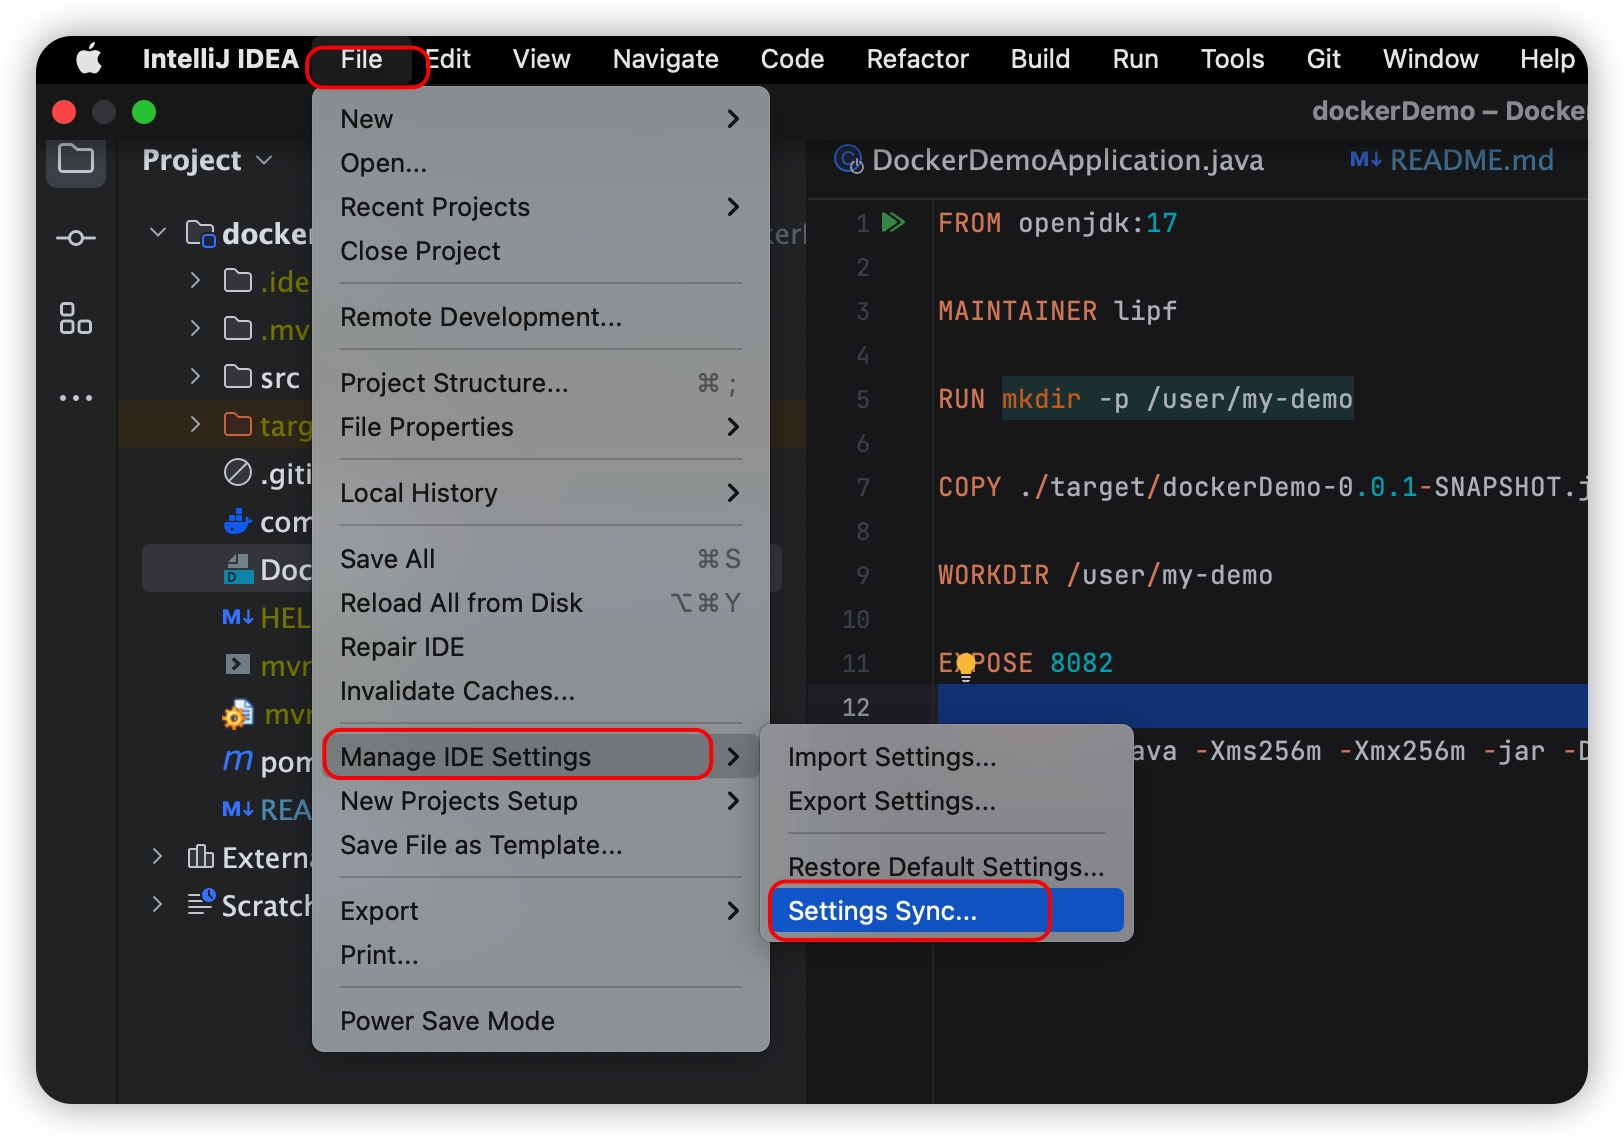 IntelliJ IDEA File Edit View Navigate Code Refactor Build Run Tools Git Window Help
dockerDemo – Docke
Project
DockerDemoApplication.java
README.md
docke
.ide
.mv
src
targ
.giti
com
Doc
HEL
mvn
mvn
pom
REA
Externa
Scratch
New
Open...
Recent Projects
Close Project
Remote Development...
Project Structure... ⌘ ;
File Properties
Local History
Save All ⌘ S
Reload All from Disk ⌥ ⌘ Y
Repair IDE
Invalidate Caches...
Manage IDE Settings
New Projects Setup
Save File as Template...
Export
Print...
Power Save Mode
Import Settings...
Export Settings...
Restore Default Settings...
Settings Sync...
1 FROM openjdk:17
2
3 MAINTAINER lipf
4
5 RUN mkdir -p /user/my-demo
6
7 COPY ./target/dockerDemo-0.0.1-SNAPSHOT.j
8
9 WORKDIR /user/my-demo
10
11 EXPOSE 8082
12
ava -Xms256m -Xmx256m -jar -D